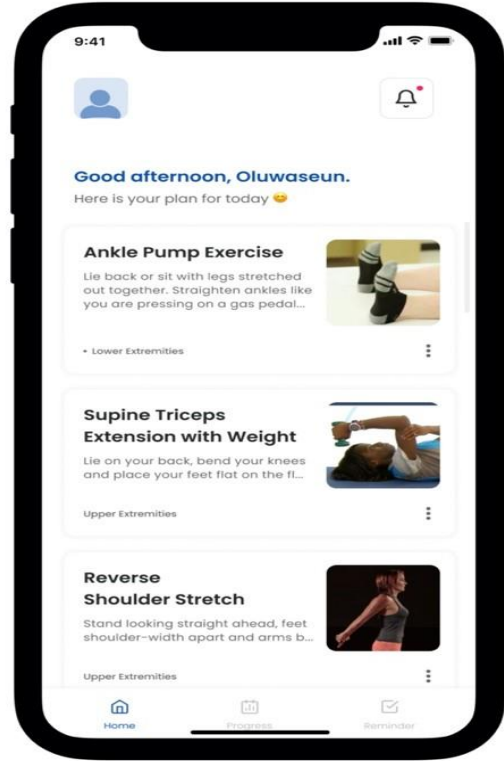 9:41
Good afternoon, Oluwaseun.
Here is your plan for today 😊
Ankle Pump Exercise
Lie back or sit with legs stretched
out together. Straighten ankles like
you are pressing on a gas pedal...
• Lower Extremities
Supine Triceps
Extension with Weight
Lie on your back, bend your knees
and place your feet flat on the fl...
Upper Extremities
Reverse
Shoulder Stretch
Stand looking straight ahead, feet
shoulder-width apart and arms b...
Upper Extremities
Home Progress Reminder